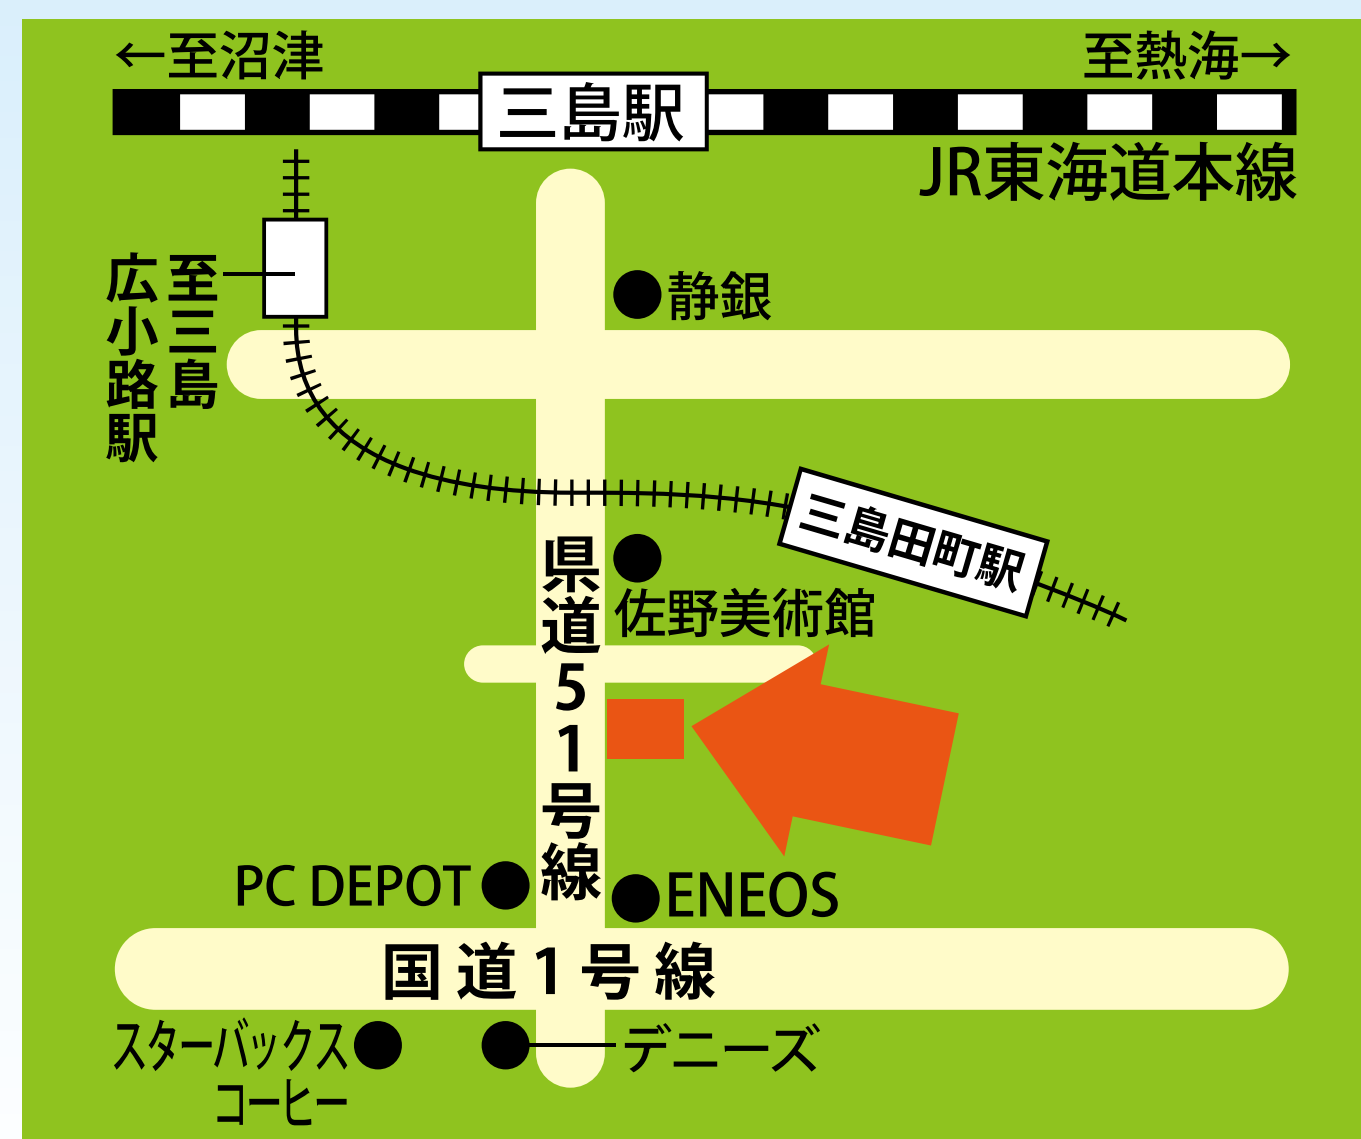 ←至沼津
至熱海→
三島駅
JR東海道本線
至三島
広小路駅
静銀
三島田町駅
県道51号線
佐野美術館
PC DEPOT
ENEOS
国道1号線
スターバックス
コーヒー
デニーズ